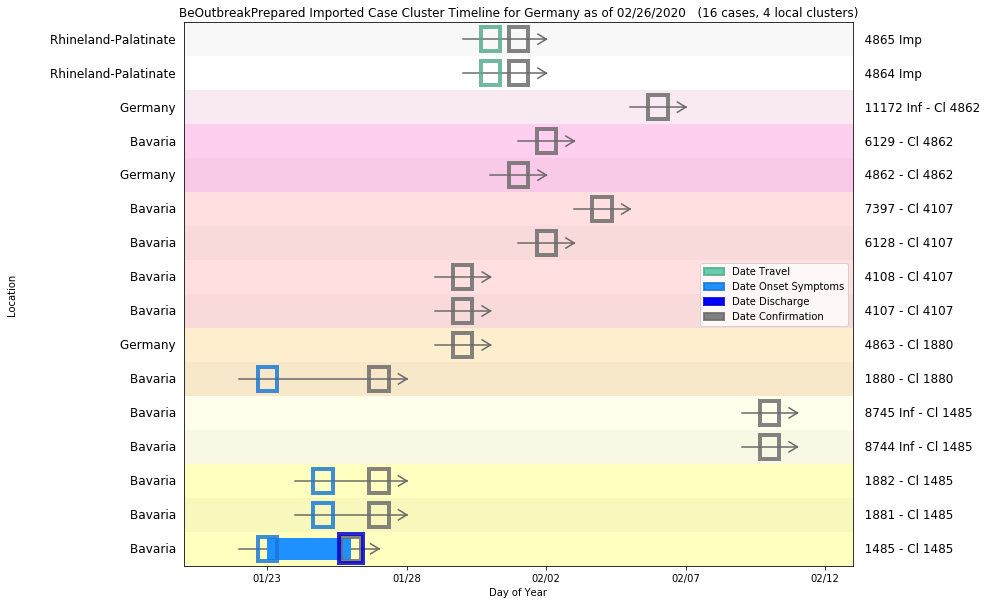 BeOutbreakPrepared Imported Case Cluster Timeline for Germany as of 02/26/2020 (16 cases, 4 local clusters)
Rhineland-Palatinate 4865 Imp
Rhineland-Palatinate 4864 Imp
Germany 11172 Inf - Cl 4862
Bavaria 6129 - Cl 4862
Germany 4862 - Cl 4862
Bavaria 7397 - Cl 4107
Bavaria 6128 - Cl 4107
Bavaria 4108 - Cl 4107
Bavaria 4107 - Cl 4107
Germany 4863 - Cl 1880
Bavaria 1880 - Cl 1880
Bavaria 8745 Inf - Cl 1485
Bavaria 8744 Inf - Cl 1485
Bavaria 1882 - Cl 1485
Bavaria 1881 - Cl 1485
Bavaria 1485 - Cl 1485
Location
Date Travel
Date Onset Symptoms
Date Discharge
Date Confirmation
01/23 01/28 02/02 02/07 02/12
Day of Year